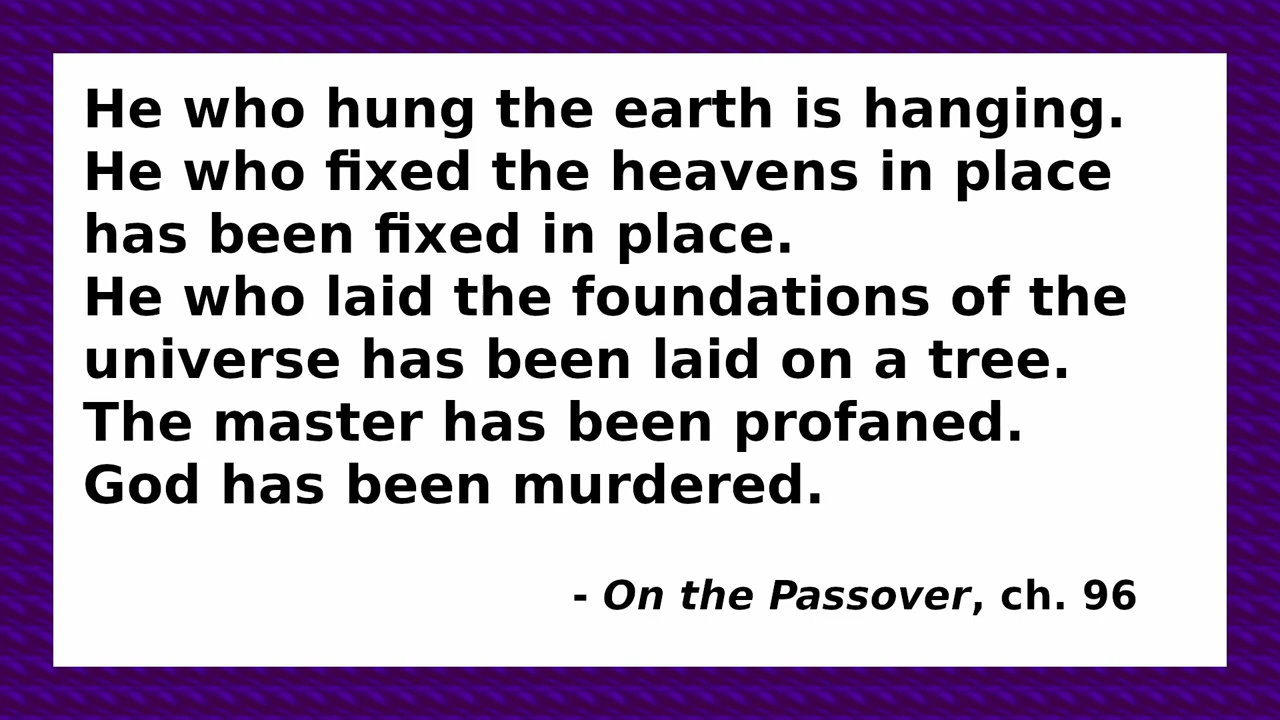 He who hung the earth is hanging.
He who fixed the heavens in place
has been fixed in place.
He who laid the foundations of the
universe has been laid on a tree.
The master has been profaned.
God has been murdered.
- On the Passover, ch. 96